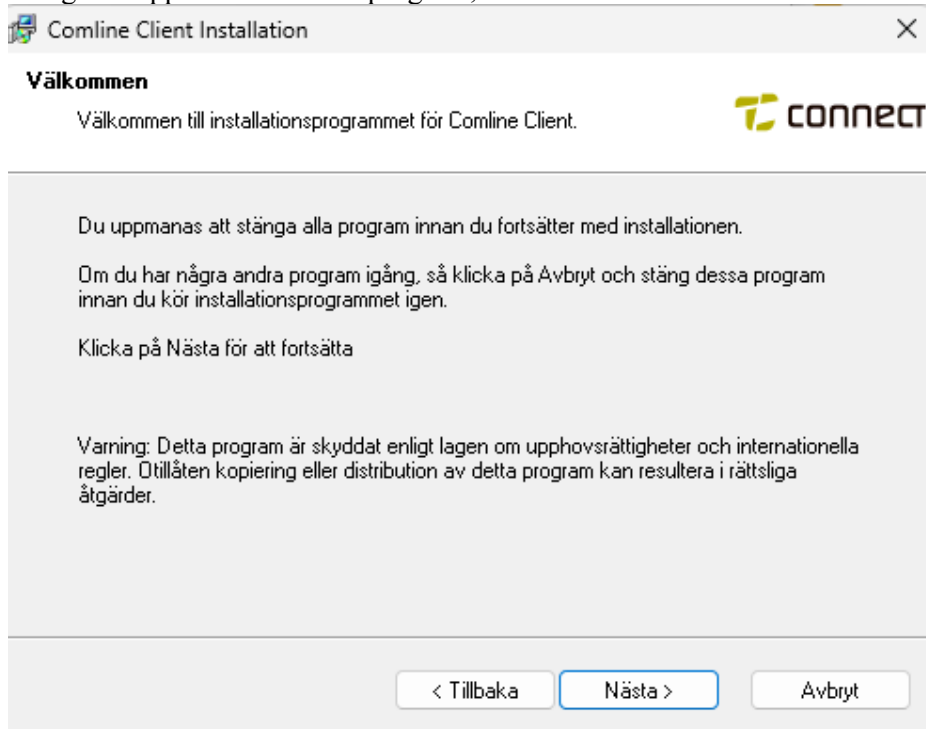 Comline Client Installation
Välkommen
Välkommen till installationsprogrammet för Comline Client.
connect
Du uppmanas att stänga alla program innan du fortsätter med installationen.
Om du har några andra program igång, så klicka på Avbryt och stäng dessa program
innan du kör installationsprogrammet igen.
Klicka på Nästa för att fortsätta
Varning: Detta program är skyddat enligt lagen om upphovsrättigheter och internationella
regler. Otillåten kopiering eller distribution av detta program kan resultera i rättsliga
åtgärder.
< Tillbaka
Nästa >
Avbryt